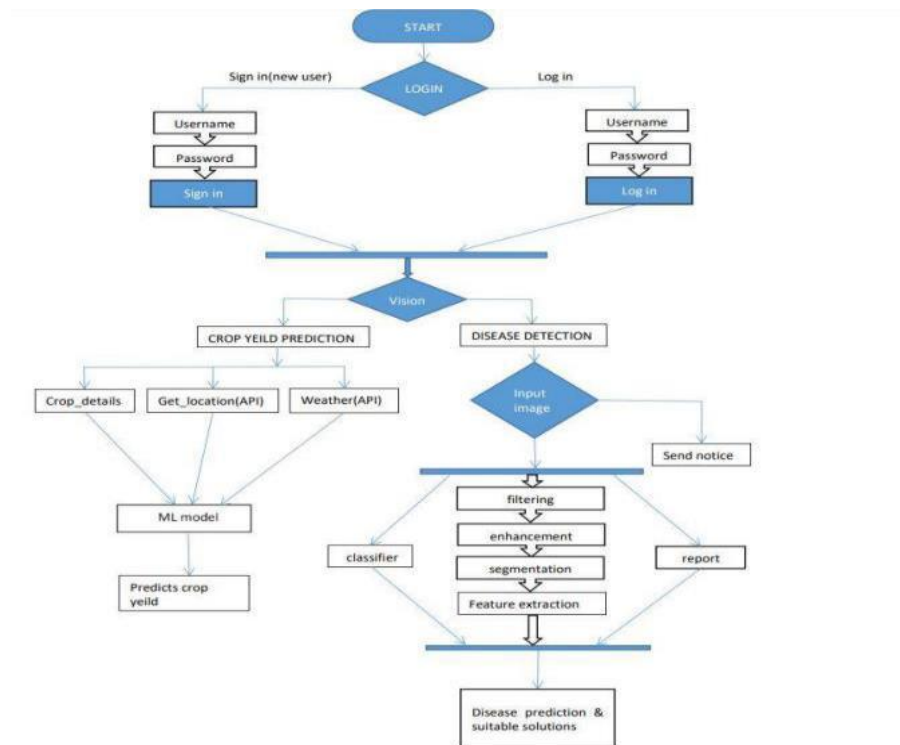 START
Sign in(new user)
Log in
LOGIN
Username
Password
Sign in
Username
Password
Log in
Vision
CROP YEILD PREDICTION
DISEASE DETECTION
Crop_details
Get_location(API)
Weather(API)
Input
image
Send notice
ML model
filtering
enhancement
classifier
segmentation
report
Feature extraction
Predicts crop
yeild
Disease prediction &
suitable solutions